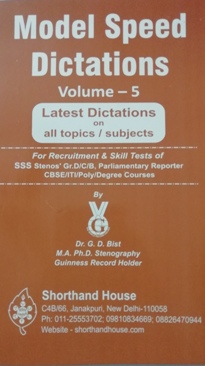 Model Speed
Dictations
Volume – 5
Latest Dictations
on
all topics / subjects
For Recruitment & Skill Tests of
SSS Stenos' Gr.D/C/B, Parliamentary Reporter
CBSE/ITI/Poly/Degree Courses
By
G
Dr. G. D. Bist
M.A. Ph.D. Stenography
Guinness Record Holder
Shorthand House
C4B/66, Janakpuri, New Delhi-110058
Ph: 011-25553702; 09810834669; 08826470944
Website - shorthandhouse.com